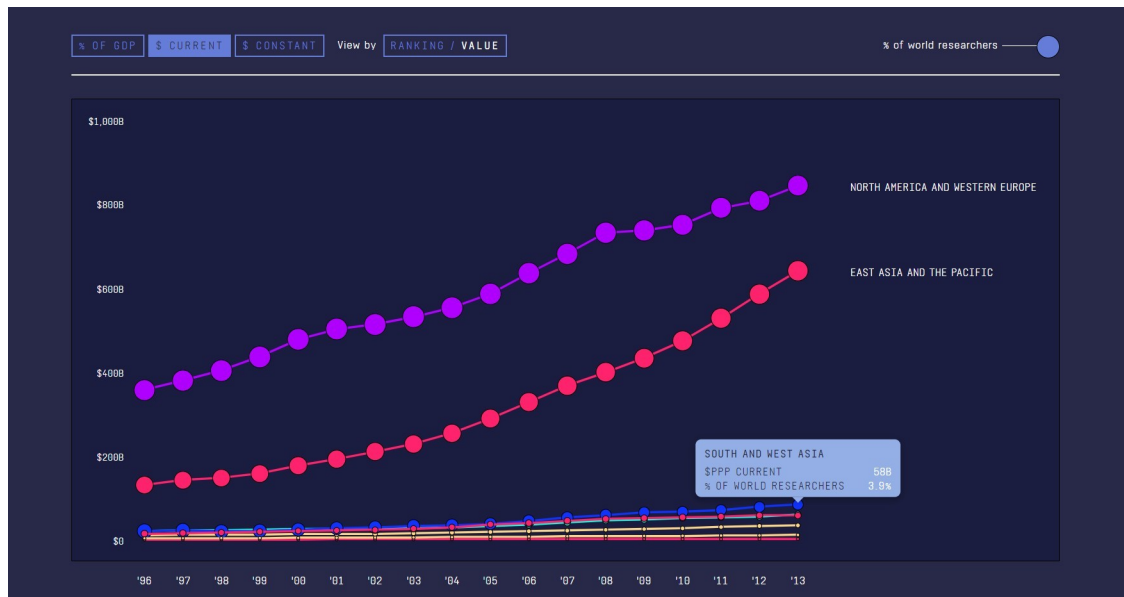 % OF GDP $ CURRENT $ CONSTANT View by RANKING / VALUE % of world researchers
$1,000B
NORTH AMERICA AND WESTERN EUROPE
$800B
EAST ASIA AND THE PACIFIC
$600B
$400B
$200B
SOUTH AND WEST ASIA
$PPP CURRENT 58B
% OF WORLD RESEARCHERS 3.9%
$0
'96 '97 '98 '99 '00 '01 '02 '03 '04 '05 '06 '07 '08 '09 '10 '11 '12 '13